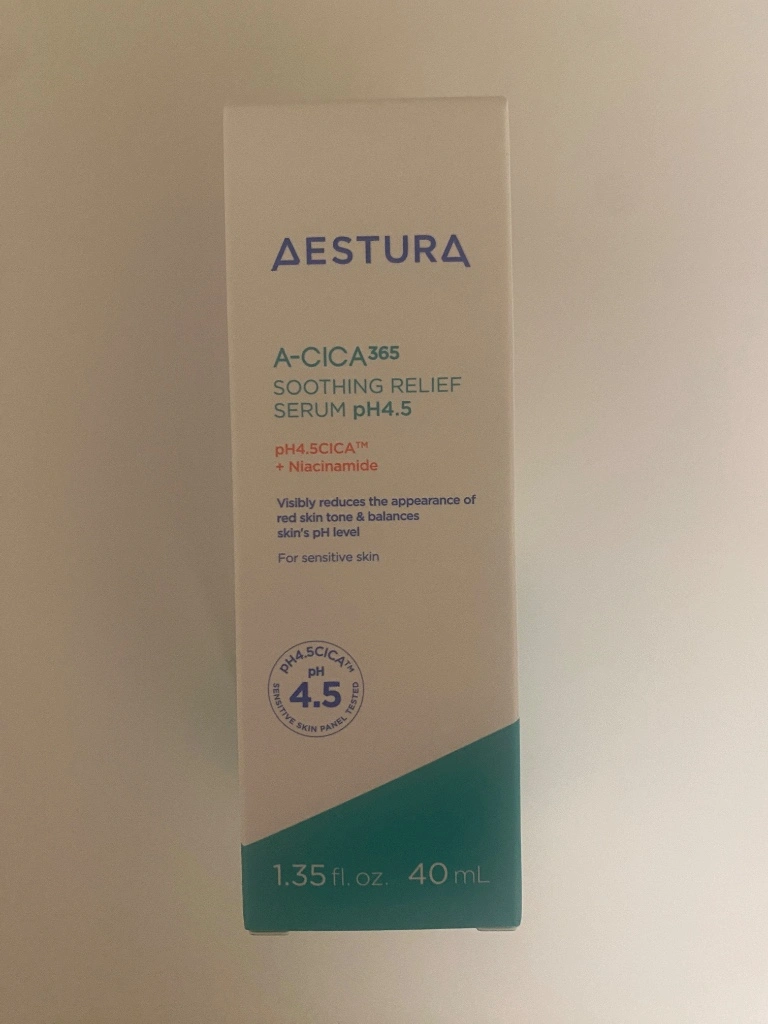 AESTURA
A-CICA365
SOOTHING RELIEF
SERUM pH4.5
pH4.5CICA™
+ Niacinamide
Visibly reduces the appearance of
red skin tone & balances
skin's pH level
For sensitive skin
pH4.5CICA™
pH
4.5
SENSITIVE SKIN PANEL TESTED
1.35 fl. oz. 40 mL